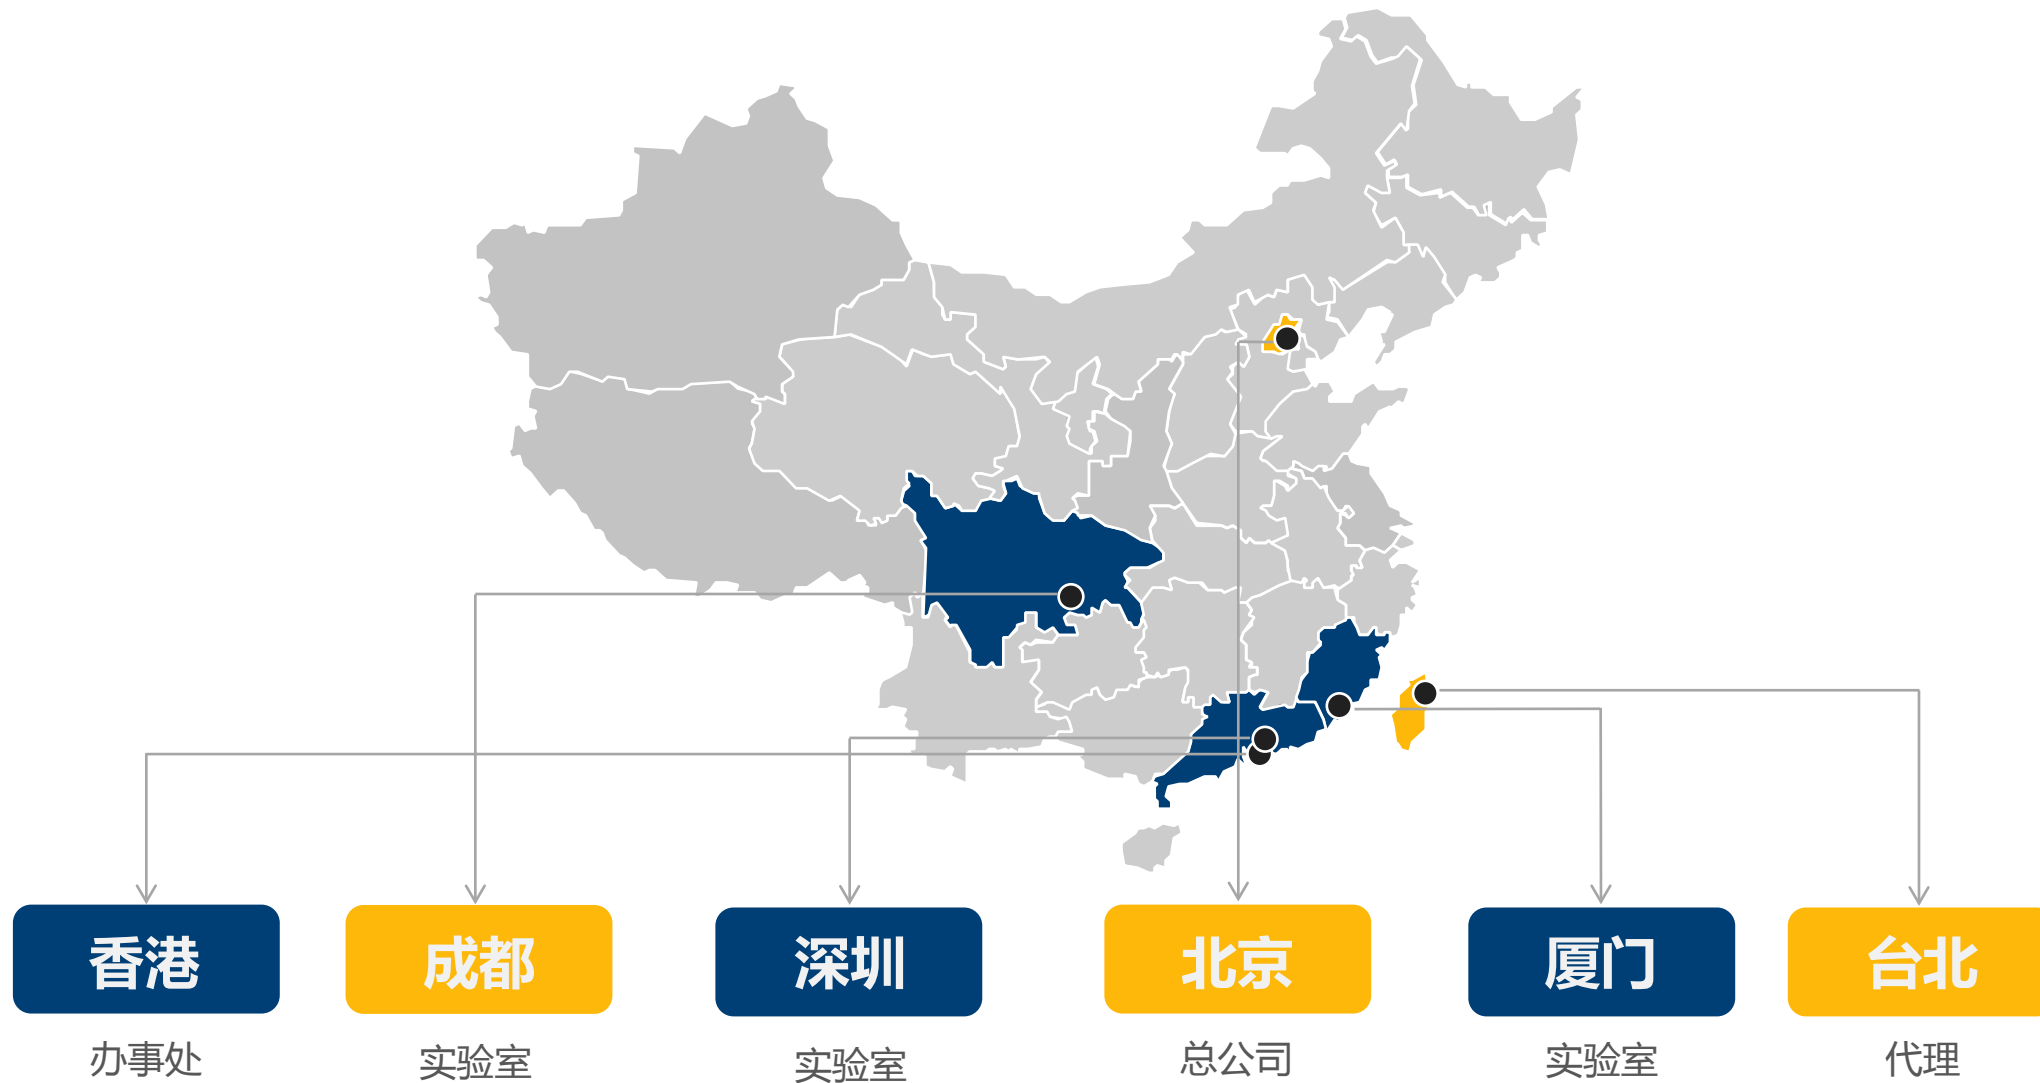 香港
成都
深圳
北京
厦门
台北
办事处
实验室
实验室
总公司
实验室
代理